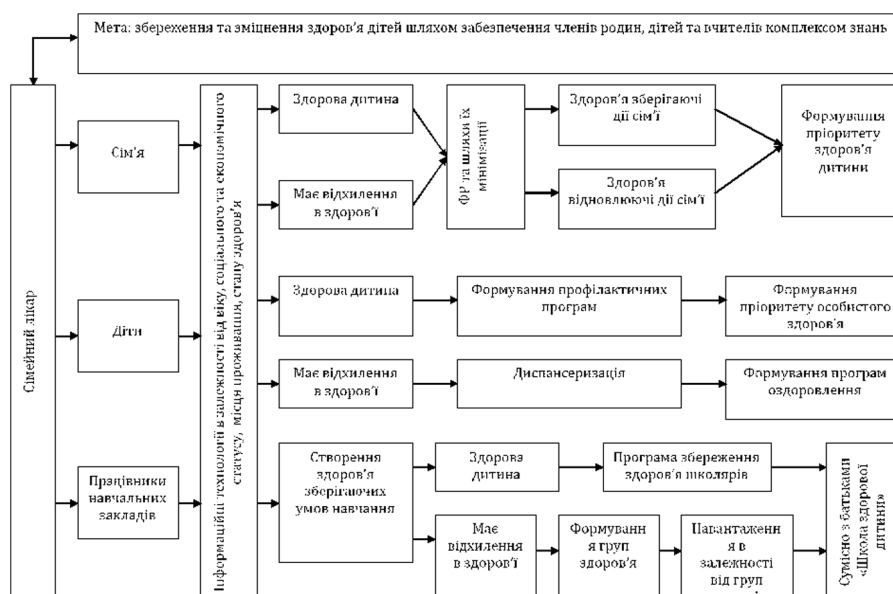 Мета: збереження та зміцнення здоров’я дітей шляхом забезпечення членів родин, дітей та вчителів комплексом знань
Сімейний лікар
Сім’я
Діти
Працівники
навчальних
закладів
Інформаційні технології в залежності від віку, соціального та економічного
статусу, місця проживання, стану здоров’я
Здорова дитина
Має відхилення
в здоров’ї
ФР та шляхи їх
мінімізації
Здоров’я зберігаючі
дії сім’ї
Здоров’я
відновлюючі дії сім’ї
Формування
пріоритету
здоров’я
дитини
Здорова дитина
Формування профілактичних
програм
Формування
пріоритету особистого
здоров’я
Має відхилення
в здоров’ї
Диспансеризація
Формування програм
оздоровлення
Створення
здоров’я
зберігаючих
умов навчання
Здорова
дитина
Програма збереження
здоров’я школярів
Має
відхилення
в здоров’ї
Формуванн
я груп
здоров’я
Навантаженн
я в
залежності
від груп
Сумісно з батьками
«Школа здорової
дитини»